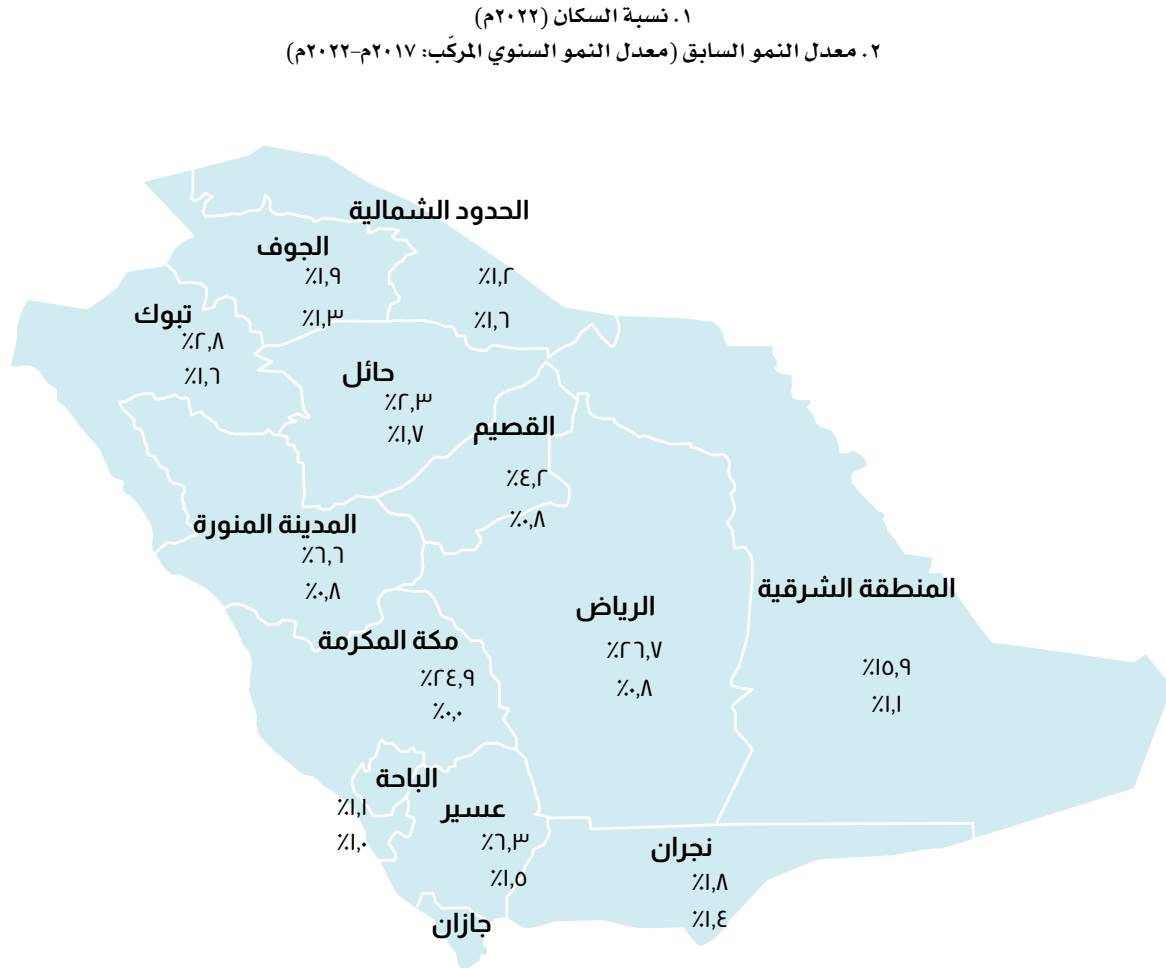 ١. نسبة السكان (٢٠٢٢م)
٢. معدل النمو السابق (معدل النمو السنوي المركّب: ٢٠١٧م-٢٠٢٢م)
الحدود الشمالية
٪١,٢
٪١,٦
الجوف
٪١,٩
٪١,٣
تبوك
٪٢,٨
٪١,٦
حائل
٪٢,٣
٪١,٧
القصيم
٪٤,٢
٪٠,٨
المدينة المنورة
٪٦,٦
٪٠,٨
المنطقة الشرقية
٪١٥,٩
٪١,١
الرياض
٪٢٦,٧
٪٠,٨
مكة المكرمة
٪٢٤,٩
٪٠,٠
الباحة
٪١,١
٪١,٠
عسير
٪٦,٣
٪١,٥
نجران
٪١,٨
٪١,٤
جازان